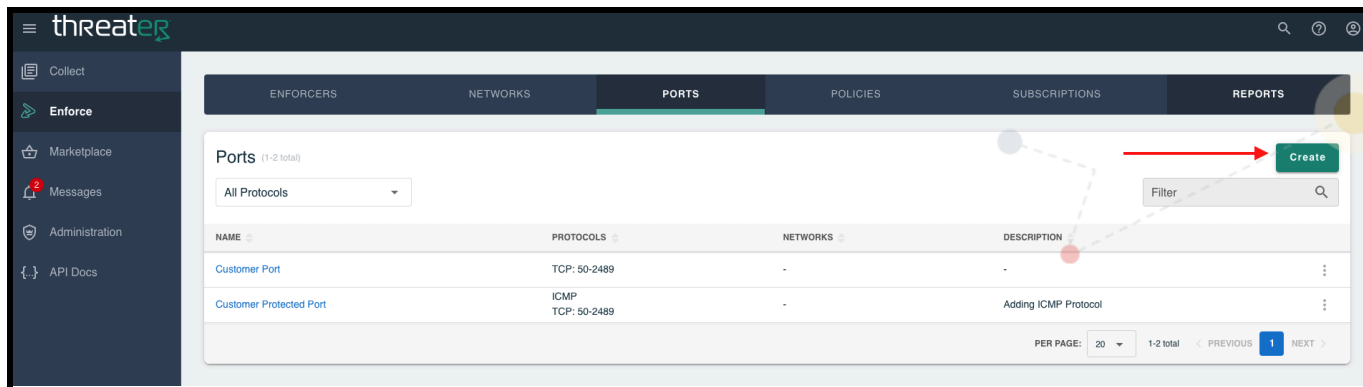 threater
Collect
Enforce
Marketplace
2
Messages
Administration
{..} API Docs
ENFORCERS NETWORKS PORTS POLICIES SUBSCRIPTIONS REPORTS
Ports (1-2 total)
Create
All Protocols
Filter
NAME PROTOCOLS NETWORKS DESCRIPTION
Customer Port TCP: 50-2489 - -
Customer Protected Port ICMP
TCP: 50-2489 - Adding ICMP Protocol
PER PAGE: 20 1-2 total < PREVIOUS 1 NEXT >